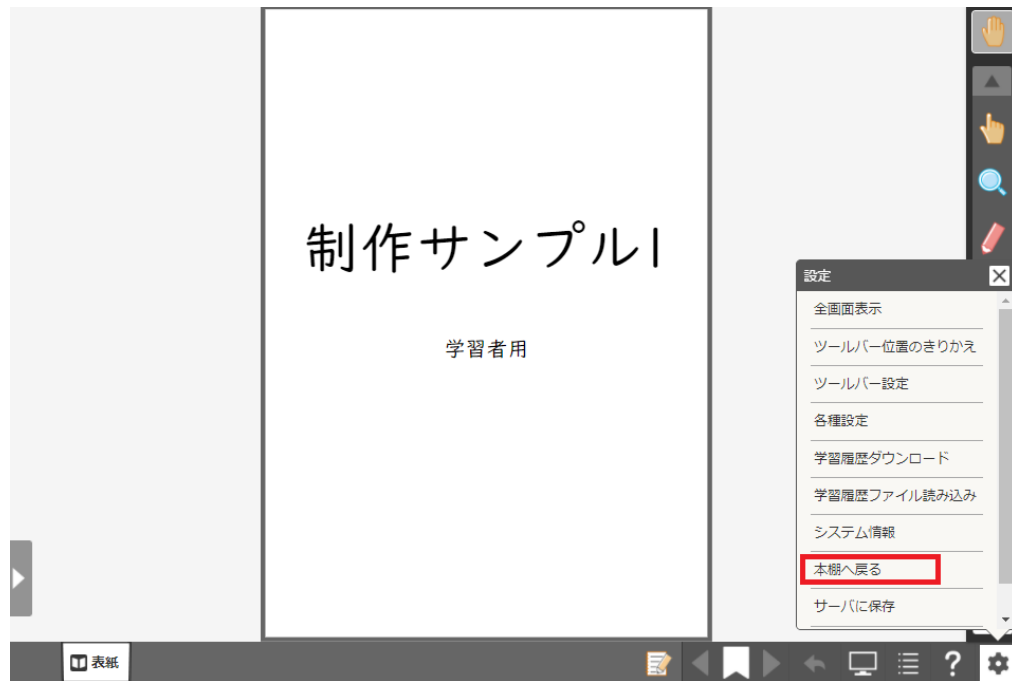 制作サンプル1
学習者用
設定
全画面表示
ツールバー位置のきりかえ
ツールバー設定
各種設定
学習履歴ダウンロード
学習履歴ファイル読み込み
システム情報
本棚へ戻る
サーバに保存
表紙
?